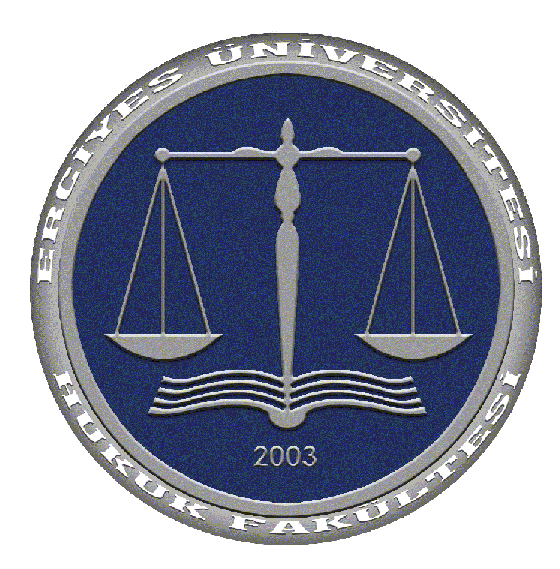 ERCİYES ÜNİVERSİTESİ
2003
HUKUK FAKÜLTESİ